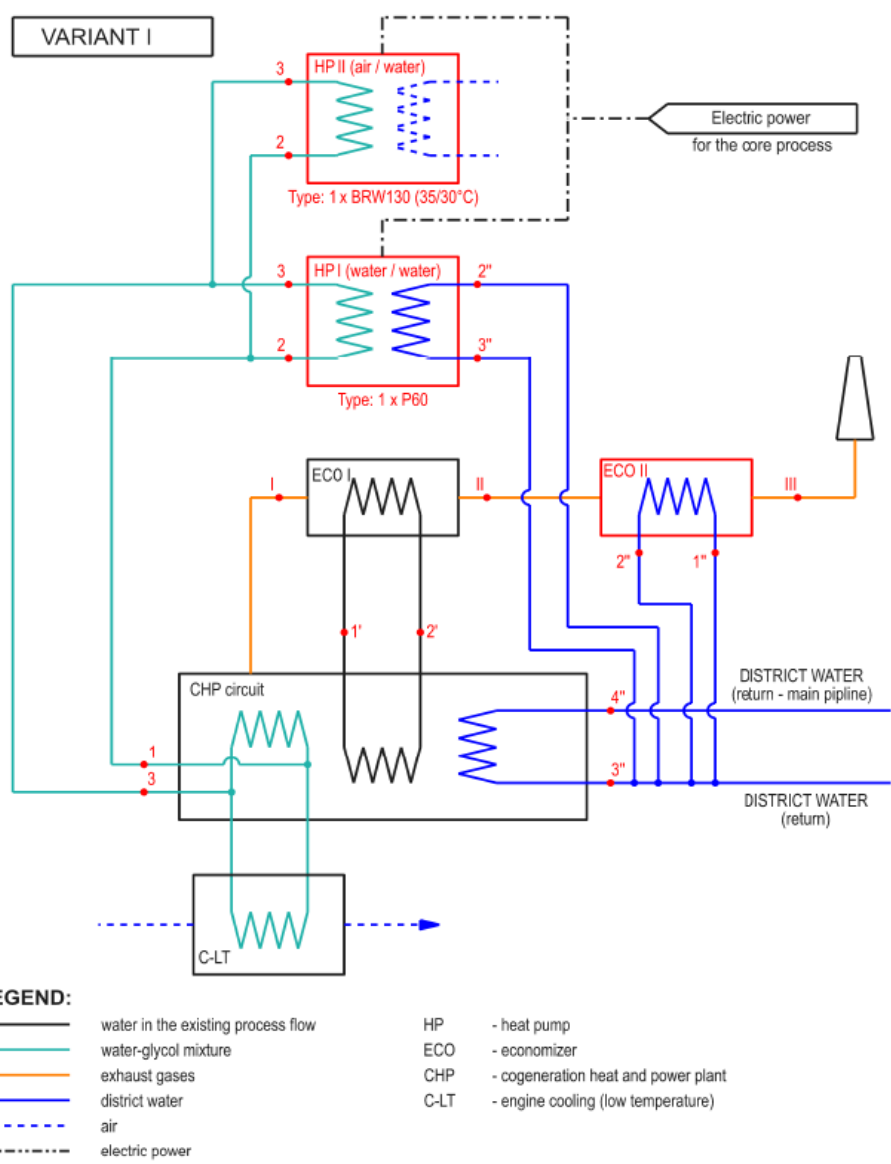 VARIANT I
HP II (air / water)
3
2
Type: 1 x BRW130 (35/30°C)
Electric power
for the core process
HP I (water / water)
3
2"
2
3"
Type: 1 x P60
ECO I
ECO II
I
II
III
2"
1"
1'
2'
CHP circuit
DISTRICT WATER
(return - main pipline)
4"
1
3
3"
DISTRICT WATER
(return)
C-LT
EGEND:
water in the existing process flow
water-glycol mixture
exhaust gases
district water
air
electric power
HP - heat pump
ECO - economizer
CHP - cogeneration heat and power plant
C-LT - engine cooling (low temperature)